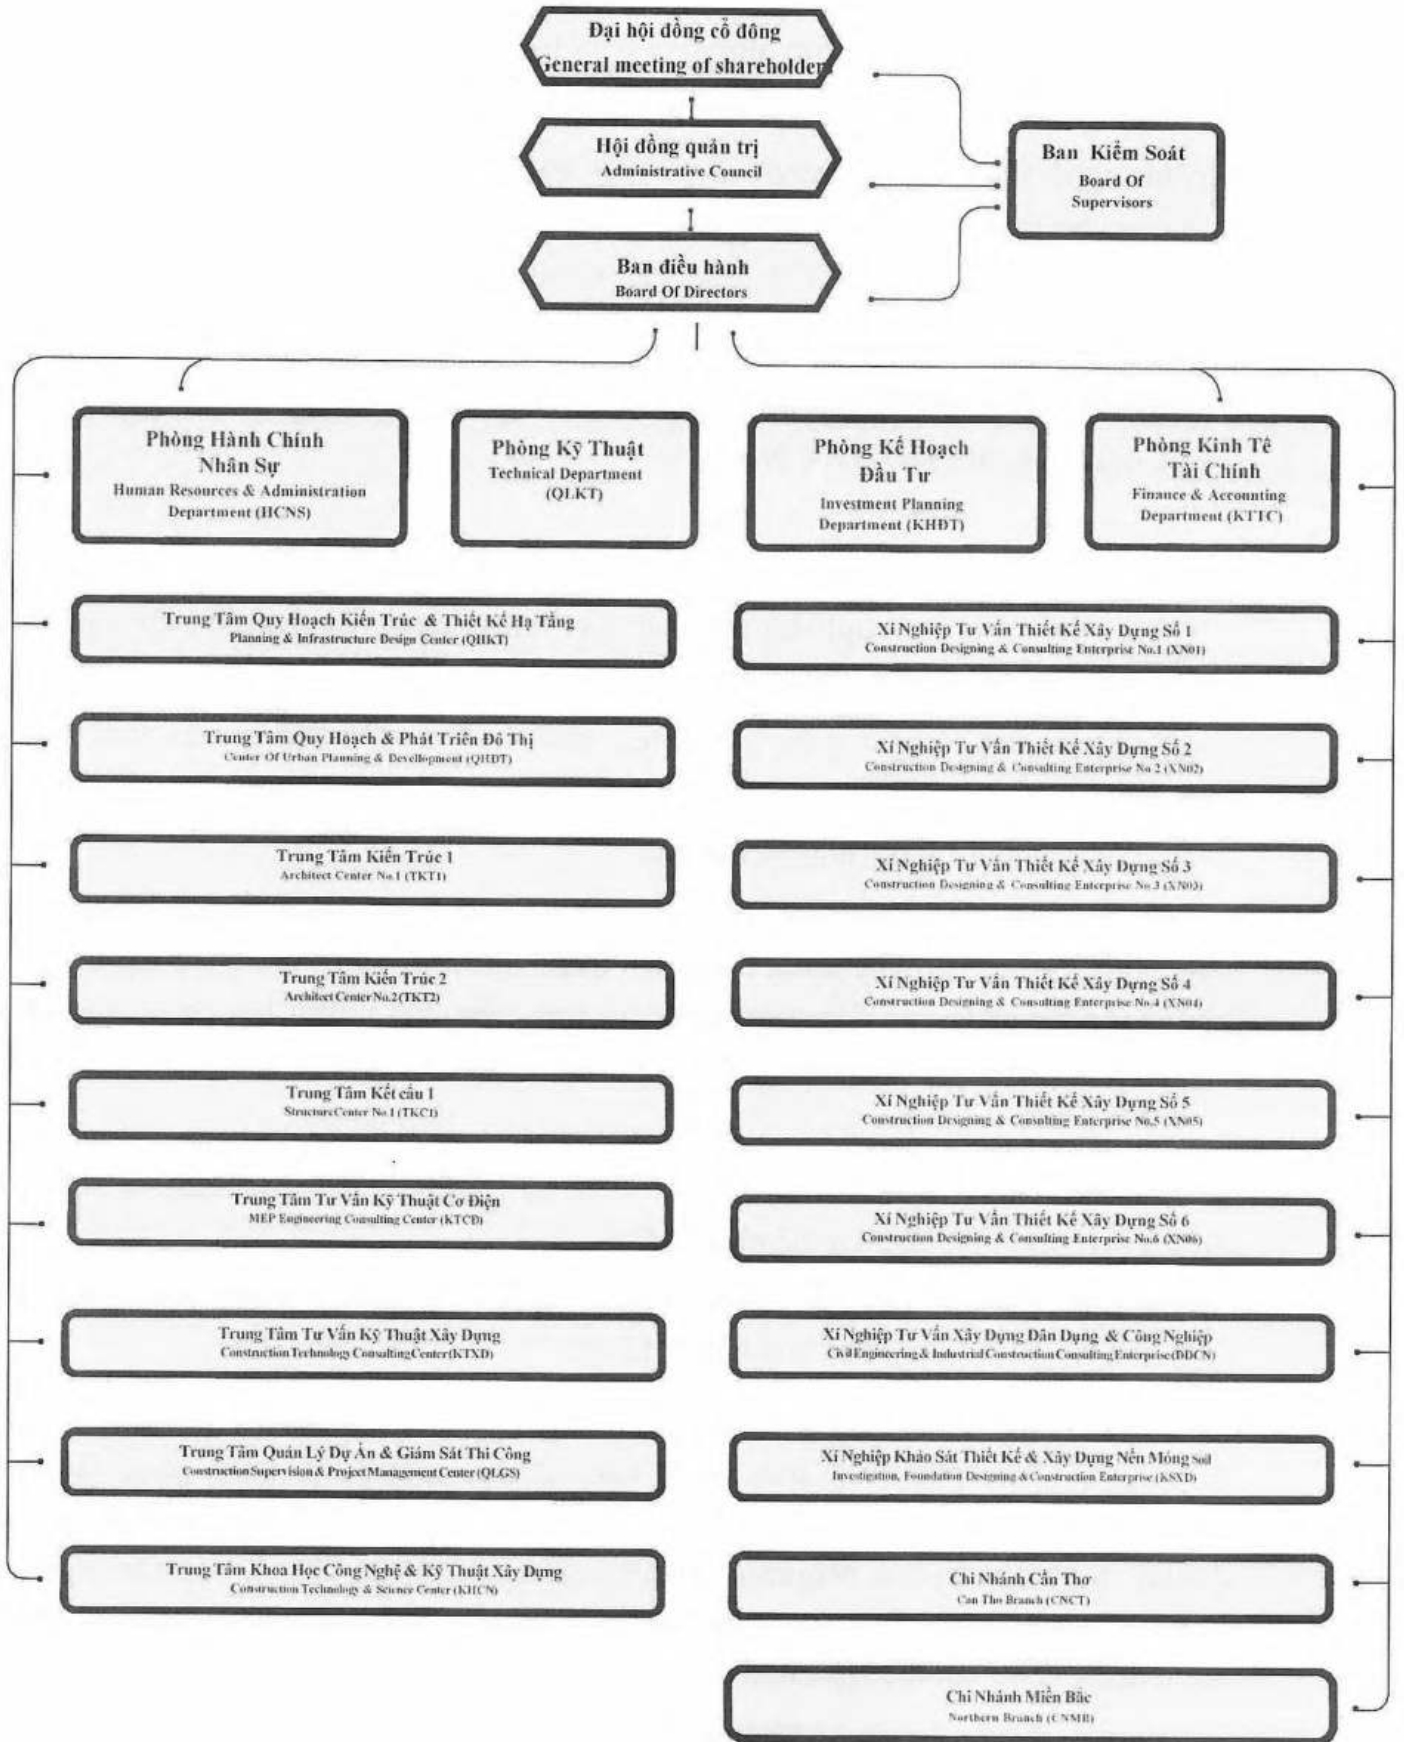 Đại hội đồng cổ đông
General meeting of shareholders
Hội đồng quản trị
Administrative Council
Ban Kiểm Soát
Board Of
Supervisors
Ban điều hành
Board Of Directors
Phòng Hành Chính
Nhân Sự
Human Resources & Administration
Department (HCNS)
Phòng Kỹ Thuật
Technical Department
(QLKT)
Phòng Kế Hoạch
Đầu Tư
Investment Planning
Department (KHĐT)
Phòng Kinh Tế
Tài Chính
Finance & Accounting
Department (KTTC)
Trung Tâm Quy Hoạch Kiến Trúc & Thiết Kế Hạ Tầng
Planning & Infrastructure Design Center (QHKT)
Trung Tâm Quy Hoạch & Phát Triển Đô Thị
Center Of Urban Planning & Devellopment (QHĐT)
Trung Tâm Kiến Trúc 1
Architect Center No.1 (TKT1)
Trung Tâm Kiến Trúc 2
Architect Center No.2 (TKT2)
Trung Tâm Kết cấu 1
Structure Center No.1 (TKC1)
Trung Tâm Tư Vấn Kỹ Thuật Cơ Điện
MEP Engineering Consulting Center (KTCĐ)
Trung Tâm Tư Vấn Kỹ Thuật Xây Dựng
Construction Technology Consulting Center (KTXD)
Trung Tâm Quản Lý Dự Án & Giám Sát Thi Công
Construction Supervision & Project Management Center (QLGS)
Trung Tâm Khoa Học Công Nghệ & Kỹ Thuật Xây Dựng
Construction Technology & Science Center (KHCN)
Xí Nghiệp Tư Vấn Thiết Kế Xây Dựng Số 1
Construction Designing & Consulting Enterprise No.1 (XN01)
Xí Nghiệp Tư Vấn Thiết Kế Xây Dựng Số 2
Construction Designing & Consulting Enterprise No 2 (XN02)
Xí Nghiệp Tư Vấn Thiết Kế Xây Dựng Số 3
Construction Designing & Consulting Enterprise No 3 (XN03)
Xí Nghiệp Tư Vấn Thiết Kế Xây Dựng Số 4
Construction Designing & Consulting Enterprise No.4 (XN04)
Xí Nghiệp Tư Vấn Thiết Kế Xây Dựng Số 5
Construction Designing & Consulting Enterprise No.5 (XN05)
Xí Nghiệp Tư Vấn Thiết Kế Xây Dựng Số 6
Construction Designing & Consulting Enterprise No.6 (XN06)
Xí Nghiệp Tư Vấn Xây Dựng Dân Dụng & Công Nghiệp
Civil Engineering & Industrial Construction Consulting Enterprise (DDCN)
Xí Nghiệp Khảo Sát Thiết Kế & Xây Dựng Nền Móng Soil
Investigation, Foundation Designing & Construction Enterprise (KSXD)
Chi Nhánh Cần Thơ
Can Tho Branch (CNCT)
Chi Nhánh Miền Bắc
Northern Branch (CNMB)